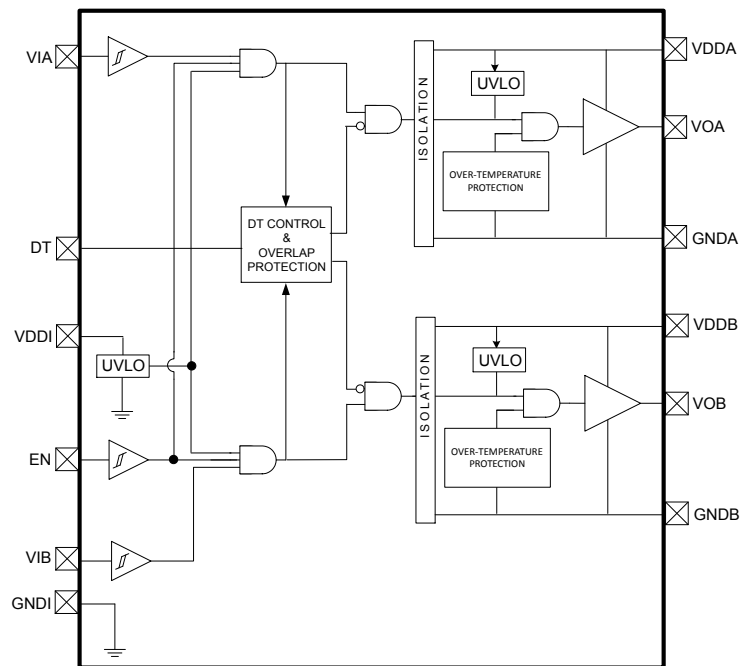 VIA
DT
VDDI
EN
VIB
GNDI
UVLO
DT CONTROL
&
OVERLAP
PROTECTION
ISOLATION
UVLO
OVER-TEMPERATURE
PROTECTION
VDDA
VOA
GNDA
ISOLATION
UVLO
OVER-TEMPERATURE
PROTECTION
VDDB
VOB
GNDB